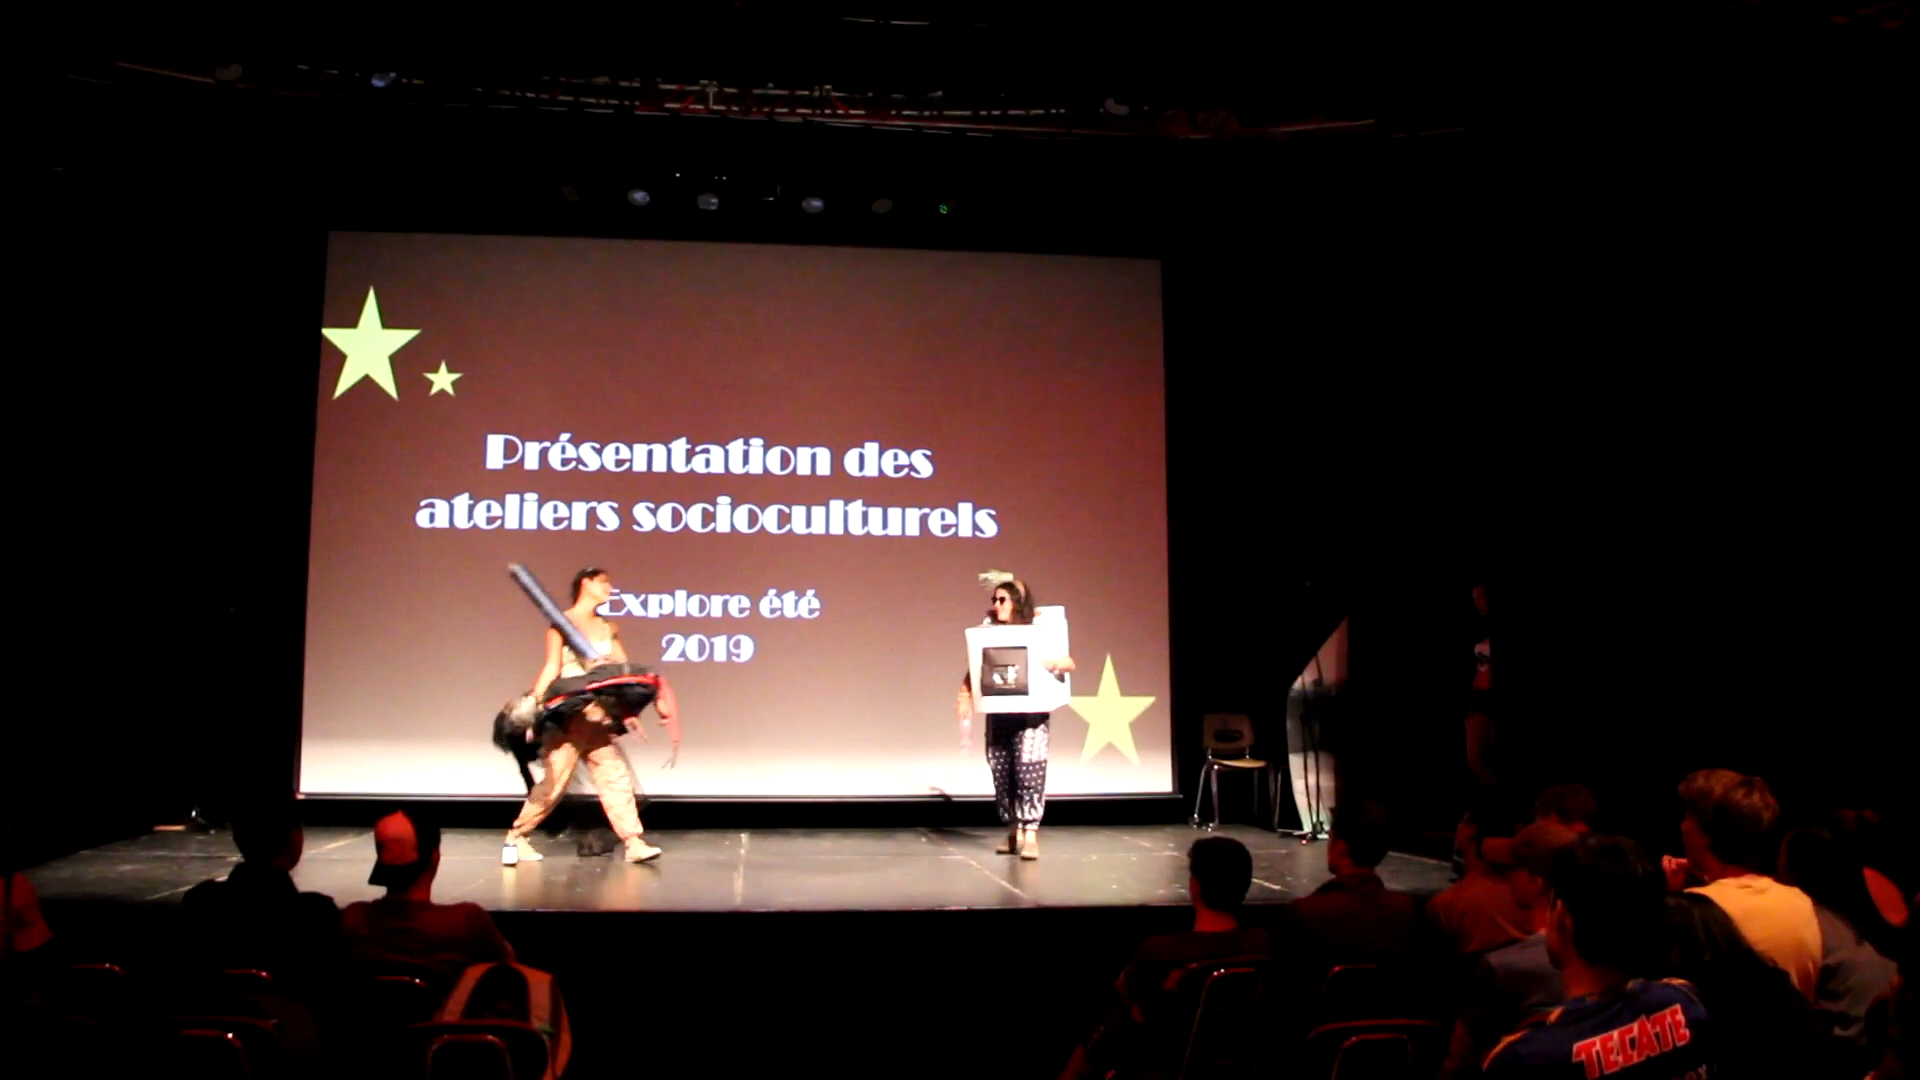 Présentation des
ateliers socioculturels
Explore été
2019
TECATE